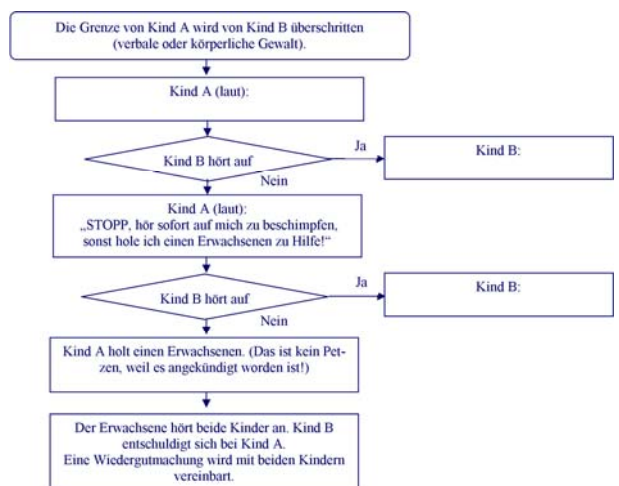 Die Grenze von Kind A wird von Kind B überschritten
(verbale oder körperliche Gewalt).
Kind A (laut):
Kind B hört auf
Ja
Kind B:
Nein
Kind A (laut):
„STOPP, hör sofort auf mich zu beschimpfen,
sonst hole ich einen Erwachsenen zu Hilfe!“
Kind B hört auf
Ja
Kind B:
Nein
Kind A holt einen Erwachsenen. (Das ist kein Pet-
zen, weil es angekündigt worden ist!)
Der Erwachsene hört beide Kinder an. Kind B
entschuldigt sich bei Kind A.
Eine Wiedergutmachung wird mit beiden Kindern
vereinbart.